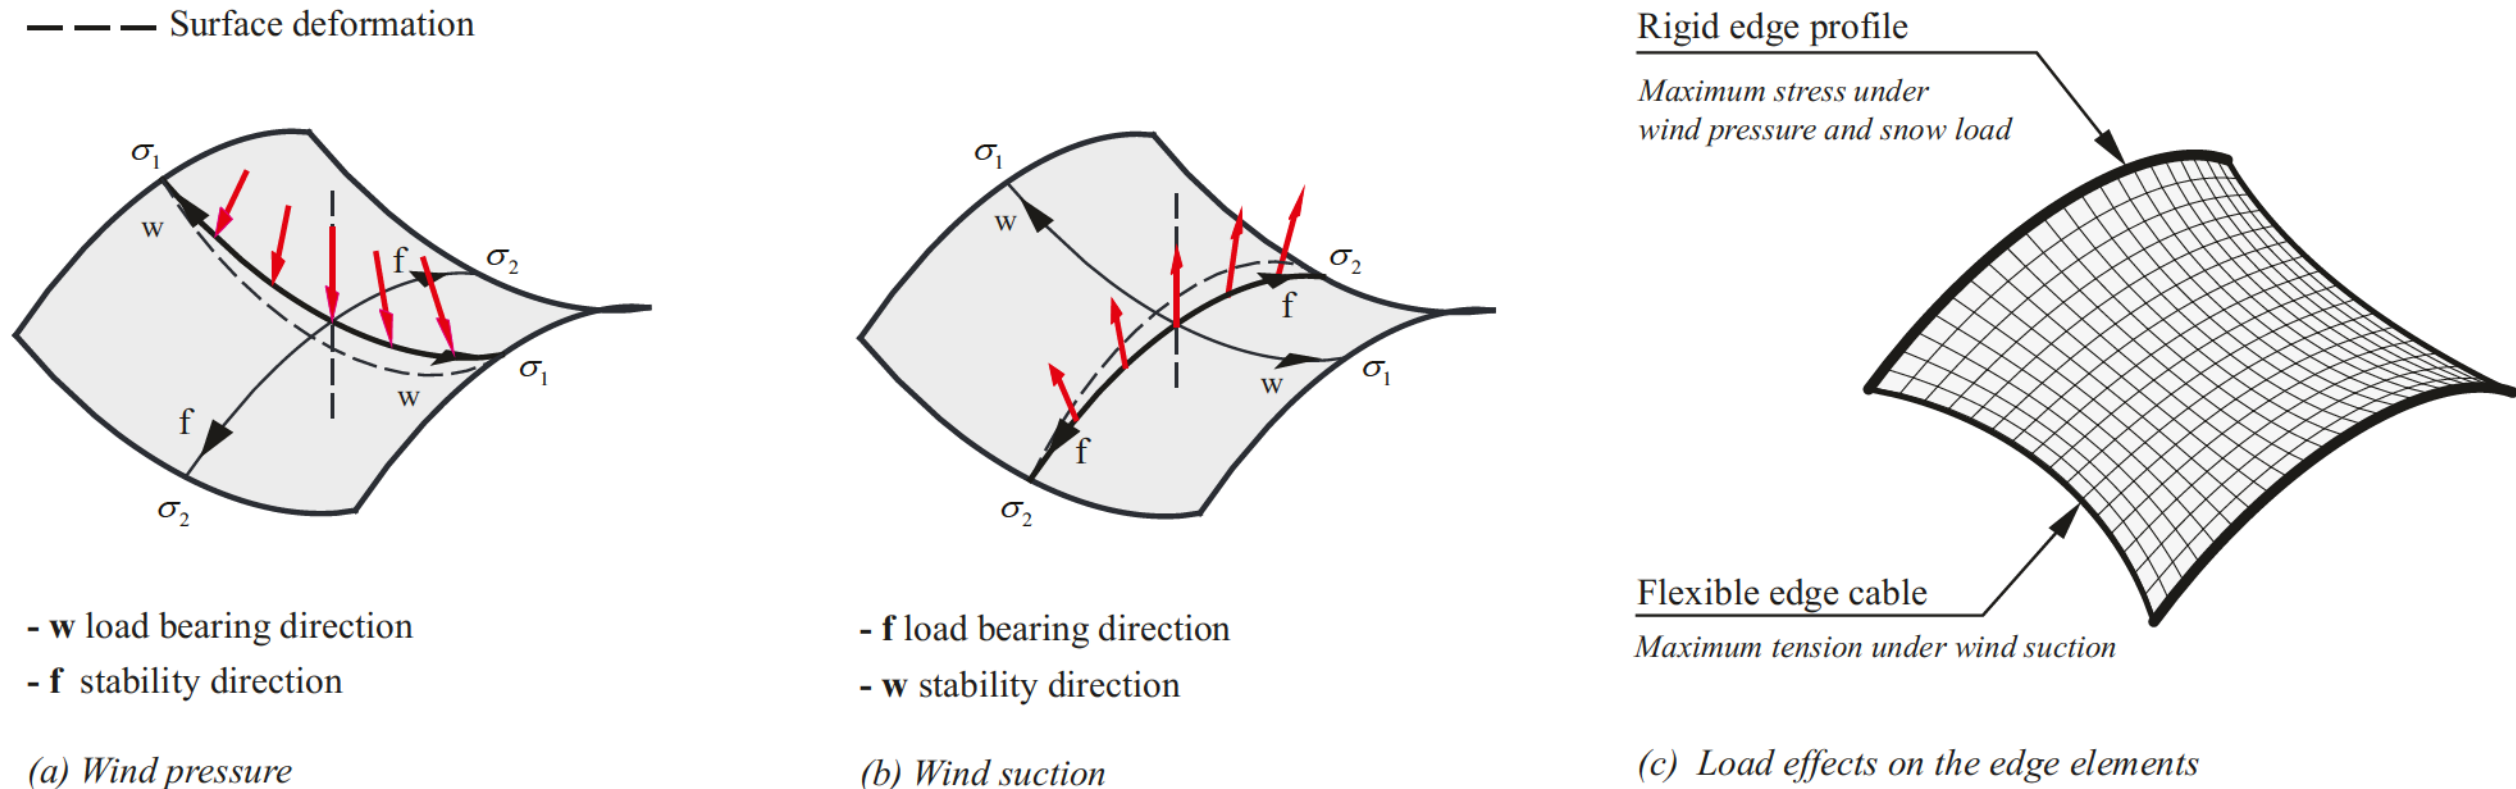 Surface deformation
σ1
w
f
σ2
σ1
w
f
σ2
- w load bearing direction
- f stability direction
(a) Wind pressure
σ1
w
σ2
f
σ1
w
f
σ2
- f load bearing direction
- w stability direction
(b) Wind suction
Rigid edge profile
Maximum stress under
wind pressure and snow load
Flexible edge cable
Maximum tension under wind suction
(c) Load effects on the edge elements